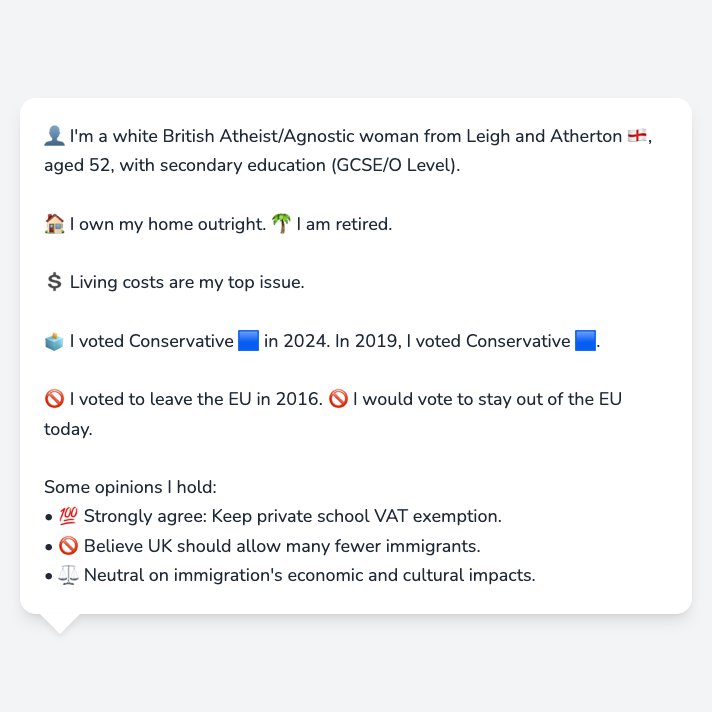 👤 I'm a white British Atheist/Agnostic woman from Leigh and Atherton 🏴󠁧󠁢󠁥󠁮󠁧󠁿,
aged 52, with secondary education (GCSE/O Level).
🏠 I own my home outright. 🌴 I am retired.
💲 Living costs are my top issue.
🗳️ I voted Conservative 🟦 in 2024. In 2019, I voted Conservative 🟦.
🚫 I voted to leave the EU in 2016. 🚫 I would vote to stay out of the EU
today.
Some opinions I hold:
• 💯 Strongly agree: Keep private school VAT exemption.
• 🚫 Believe UK should allow many fewer immigrants.
• ⚖️ Neutral on immigration's economic and cultural impacts.